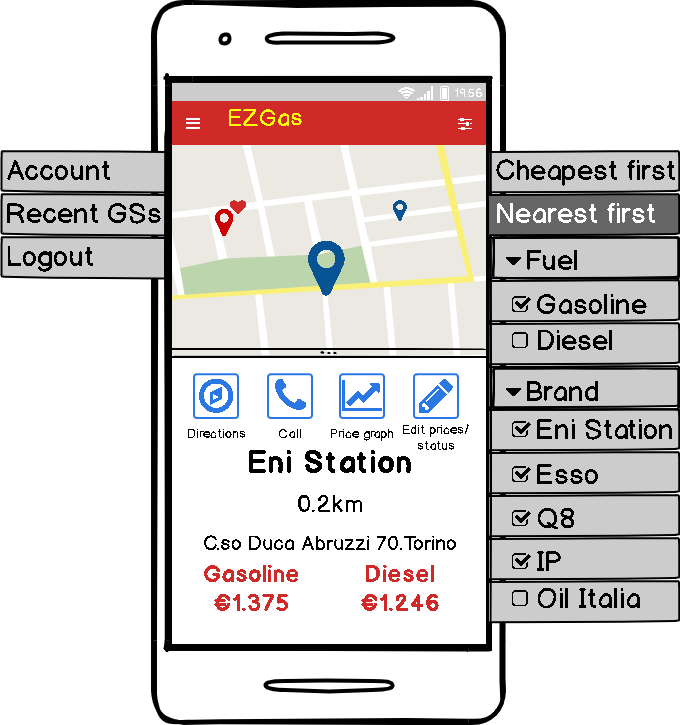 19:56
EZGas
Account
Recent GSs
Logout
Cheapest first
Nearest first
Fuel
Gasoline
Diesel
Brand
Eni Station
Esso
Q8
IP
Oil Italia
Directions
Call
Price graph
Edit prices/
status
Eni Station
0.2km
C.so Duca Abruzzi 70.Torino
Gasoline Diesel
€1.375 €1.246